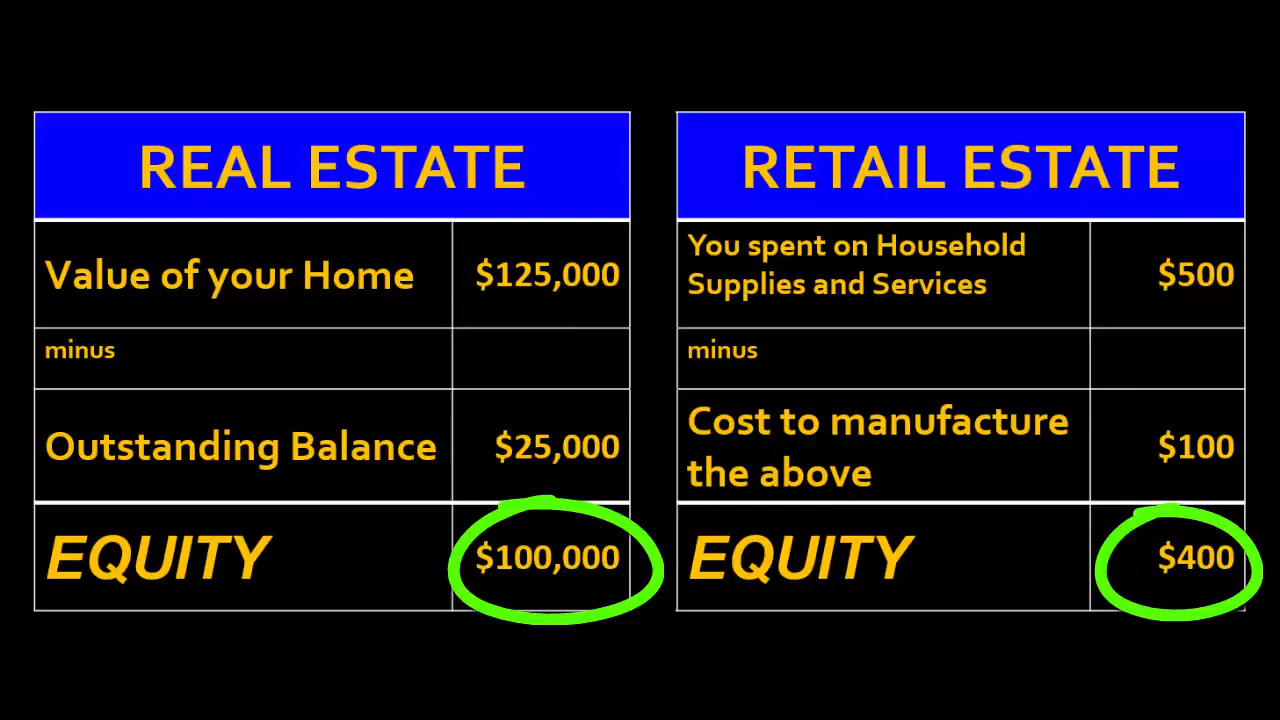 REAL ESTATE
Value of your Home $125,000
minus
Outstanding Balance $25,000
EQUITY $100,000
RETAIL ESTATE
You spent on Household
Supplies and Services $500
minus
Cost to manufacture
the above $100
EQUITY $400